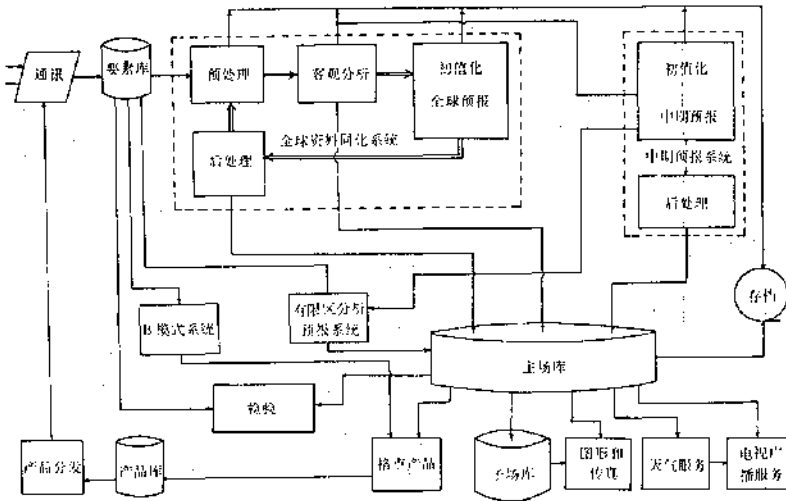 通讯
要素库
预处理
客观分析
初值化
全球预报
初值化
中期预报
全球资料同化系统
后处理
中期预报系统
后处理
存档
B 模式系统
有限区分析
预报系统
主场库
检验
产品分发
产品库
格点产品
子场库
图形和
传真
天气服务
电视广
播服务